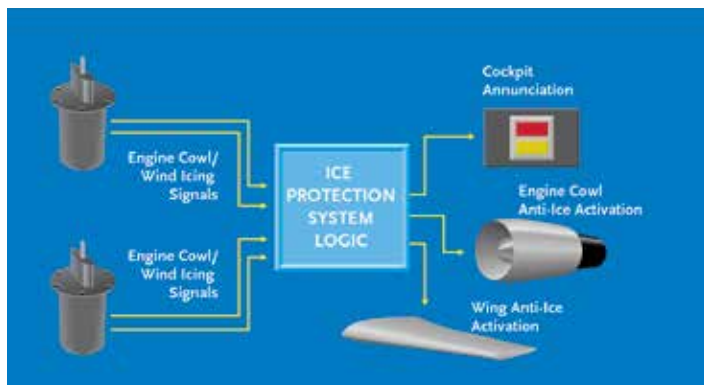 Cockpit
Annunciation
Engine Cowl/
Wind Icing
Signals
ICE
PROTECTION
SYSTEM
LOGIC
Engine Cowl
Anti-Ice Activation
Engine Cowl/
Wind Icing
Signals
Wing Anti-Ice
Activation